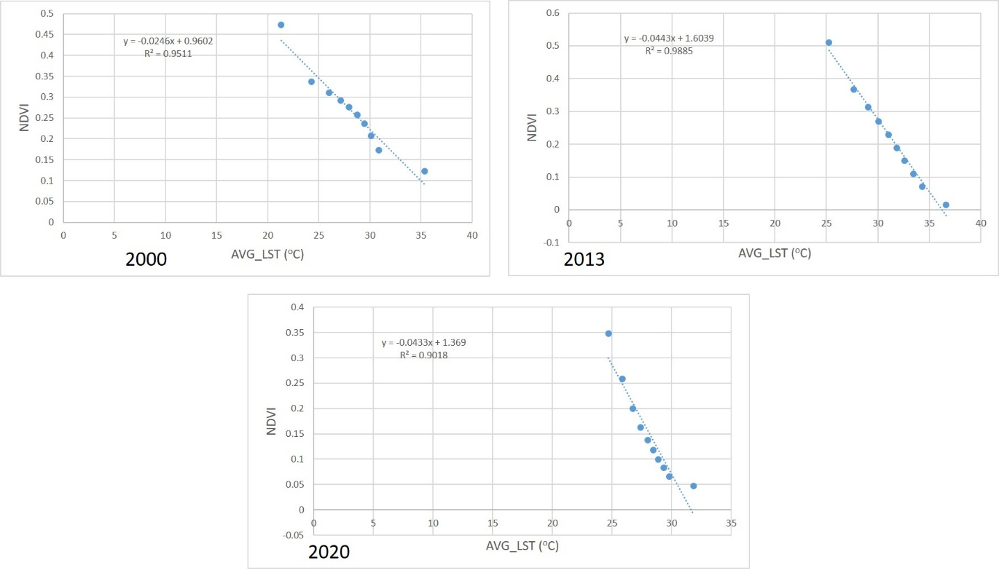 0.5
0.45
0.4
0.35
0.3
0.25
0.2
0.15
0.1
0.05
0
y = -0.0246x + 0.9602
R² = 0.9511
NDVI
0 5 10 15 20 25 30 35 40
AVG_LST (⁰C)
2000
0.6
0.5
0.4
0.3
0.2
0.1
0
-0.1
y = -0.0443x + 1.6039
R² = 0.9885
NDVI
0 5 10 15 20 25 30 35 40
AVG_LST (⁰C)
2013
0.4
0.35
0.3
0.25
0.2
0.15
0.1
0.05
0
-0.05
y = -0.0433x + 1.369
R² = 0.9018
NDVI
0 5 10 15 20 25 30 35
AVG_LST (⁰C)
2020